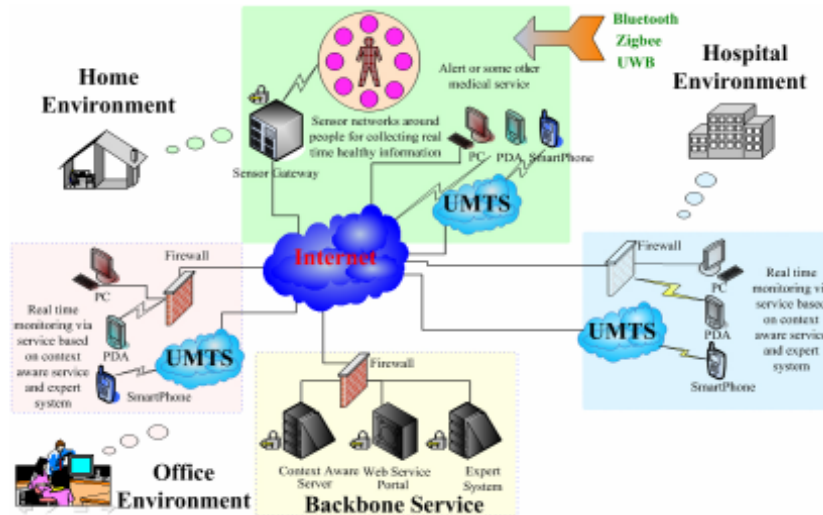 Bluetooth
Zigbee
UWB
Home
Environment
Hospital
Environment
Alert or some other
medical service
Sensor networks around
people for collecting real
time healthy information
Sensor Gateway
PC
PDA
SmartPhone
UMTS
Internet
Firewall
PC
Real time
monitoring via
service based
on context
aware service
and expert
system
PDA
UMTS
SmartPhone
Firewall
PC
Real time
monitoring via
service based
on context
aware service
and expert
system
PDA
UMTS
SmartPhone
Firewall
Context Aware
Server
Web Service
Portal
Expert
System
Backbone Service
Office
Environment